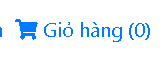 Giỏ hàng (0)